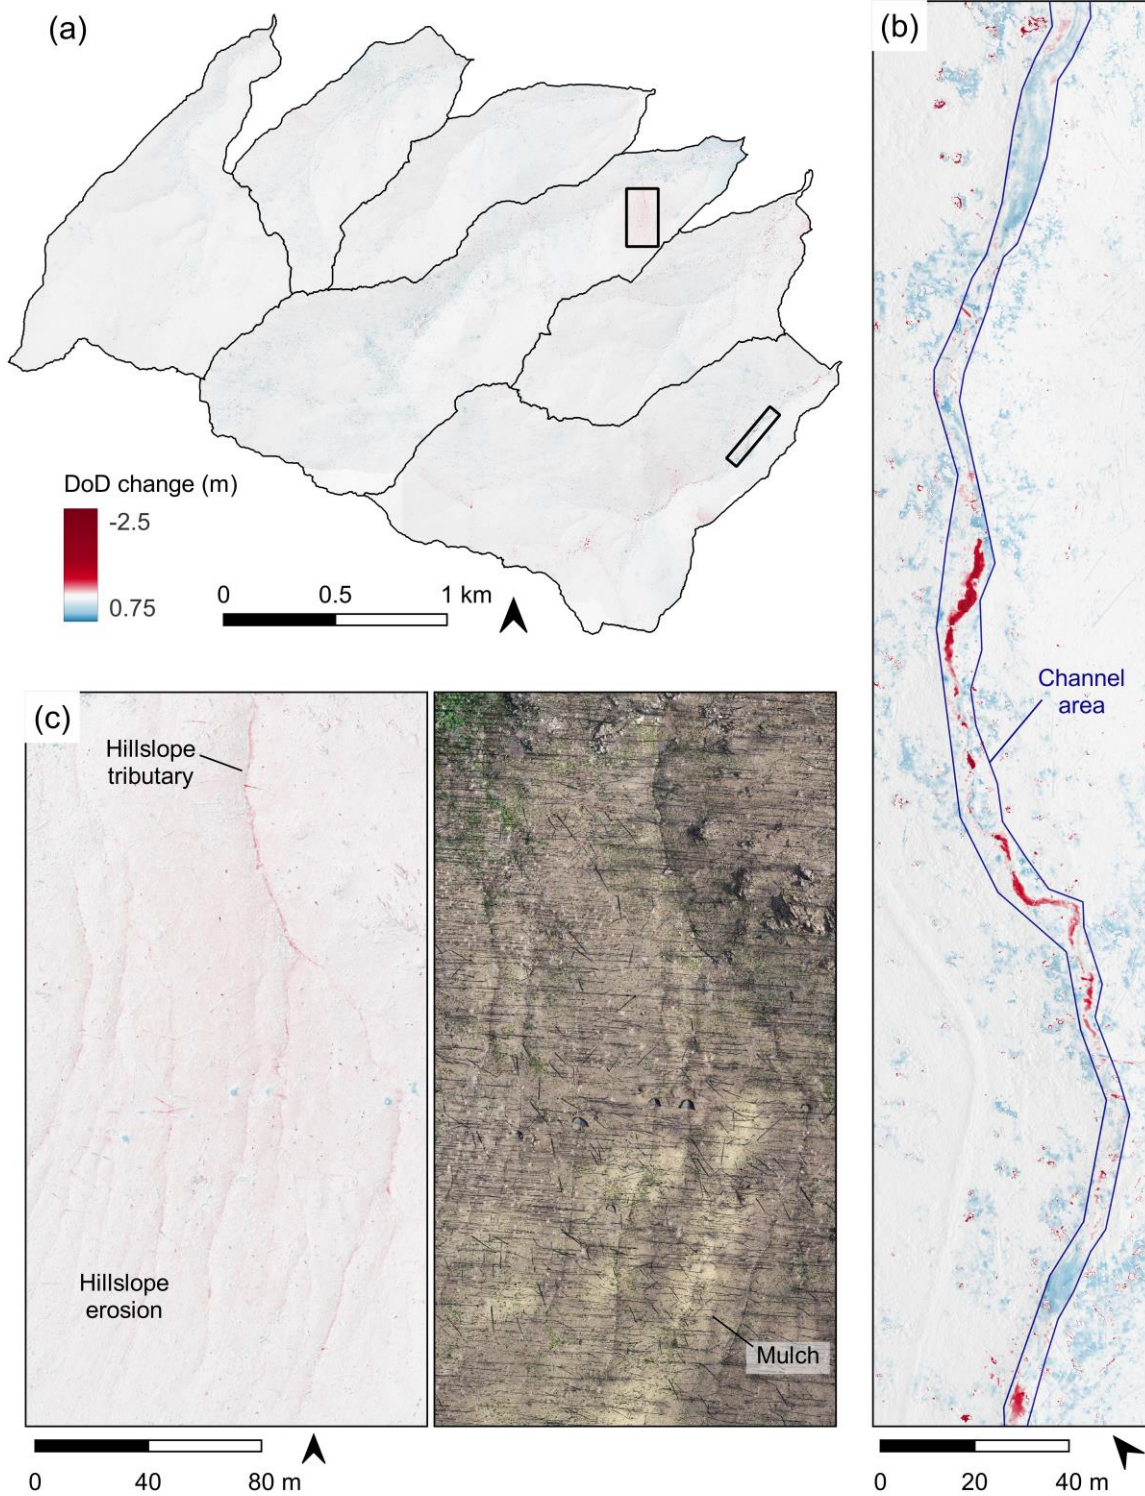 (a)
DoD change (m)
-2.5
0.75
0 0.5 1 km
(b)
Channel
area
0 20 40 m
(c)
Hillslope
tributary
Hillslope
erosion
Mulch
0 40 80 m